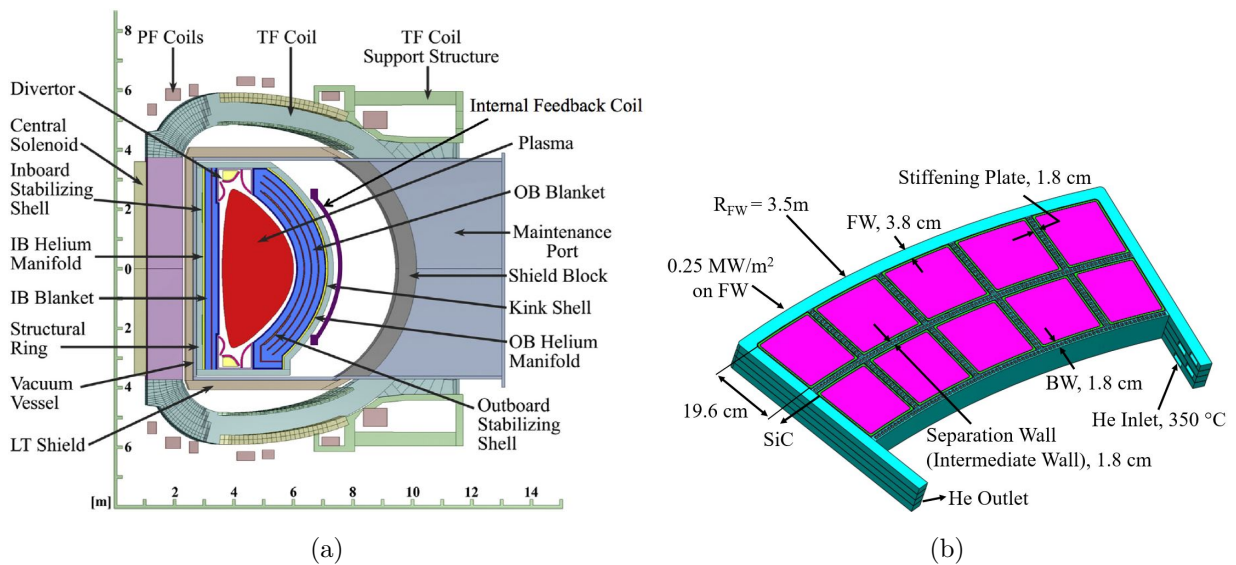 PF Coils
TF Coil
TF Coil
Support Structure
Divertor
Internal Feedback Coil
Central
Solenoid
Plasma
Inboard
Stabilizing
Shell
OB Blanket
IB Helium
Manifold
Maintenance
Port
IB Blanket
Shield Block
Kink Shell
Structural
Ring
OB Helium
Manifold
Vacuum
Vessel
Outboard
Stabilizing
Shell
LT Shield
8
6
4
2
0
2
4
6
[m]
2
4
6
8
10
12
14
(a)
Stiffening Plate, 1.8 cm
R_FW = 3.5m
FW, 3.8 cm
0.25 MW/m²
on FW
19.6 cm
SiC
BW, 1.8 cm
He Inlet, 350 °C
Separation Wall
(Intermediate Wall), 1.8 cm
He Outlet
(b)